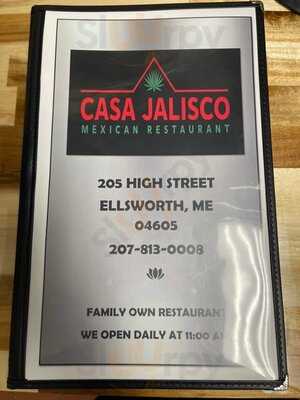 CASA JALISCO
MEXICAN RESTAURANT
205 HIGH STREET
ELLSWORTH, ME
04605
207-813-0008
FAMILY OWN RESTAURANT
WE OPEN DAILY AT 11:00 AM